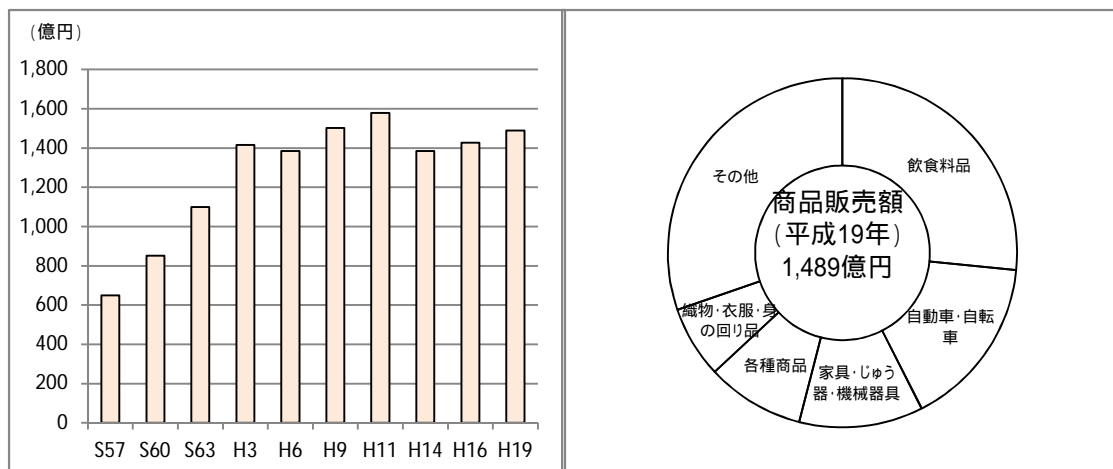 (億円)
1,800
1,600
1,400
1,200
1,000
800
600
400
200
0
S57 S60 S63 H3 H6 H9 H11 H14 H16 H19
商品販売額
(平成19年)
1,489億円
飲食料品
自動車・自転
車
家具・じゅう
器・機械器具
各種商品
織物・衣服・身
の回り品
その他